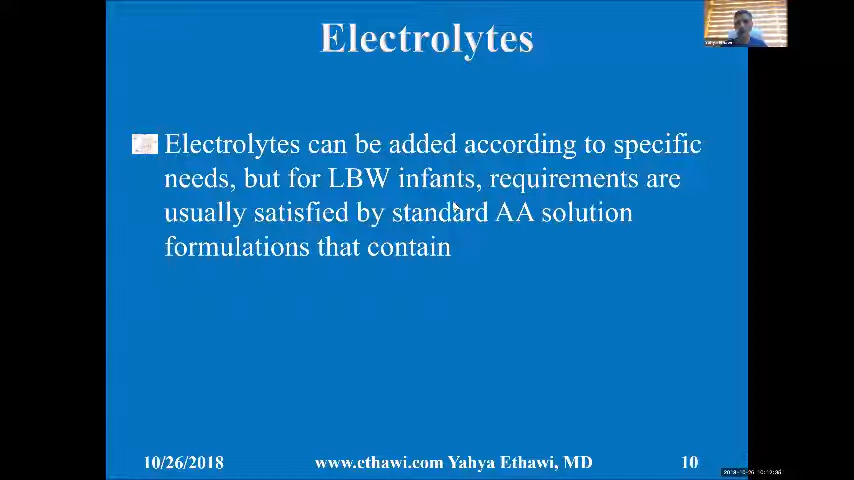 Electrolytes
Electrolytes can be added according to specific
needs, but for LBW infants, requirements are
usually satisfied by standard AA solution
formulations that contain
10/26/2018
www.ethawi.com Yahya Ethawi, MD
10